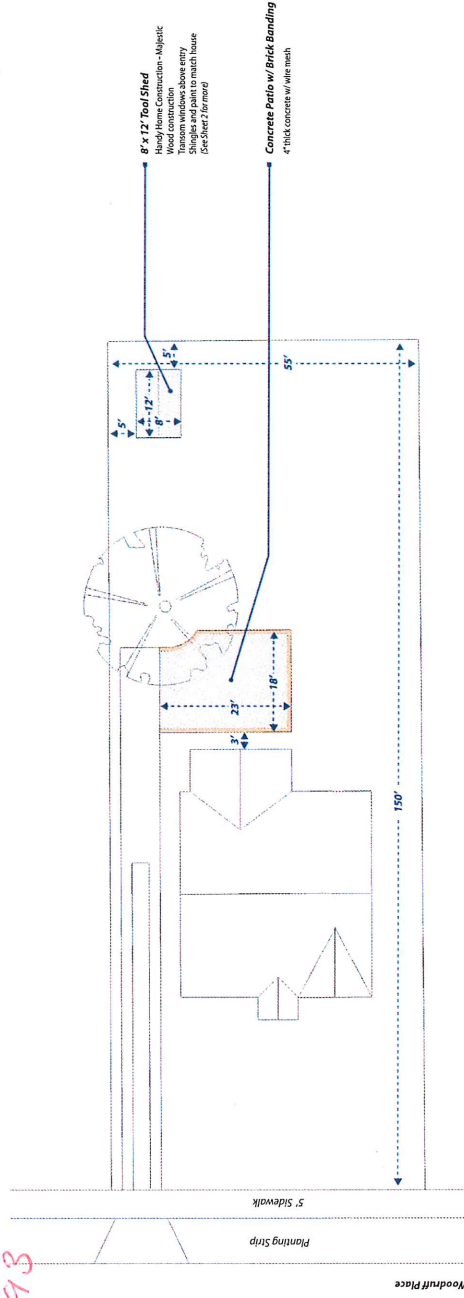 8' x 12' Tool Shed
Handy Home Construction – Majestic
Wood construction
Transom windows above entry
Shingles and paint to match house
(See Sheet 2 for more)
Concrete Patio w/ Brick Banding
4" thick concrete w/ wire mesh
5'
12'
8'
5'
55'
23'
18'
3'
150'
5' Sidewalk
Planting Strip
Woodruff Place
93